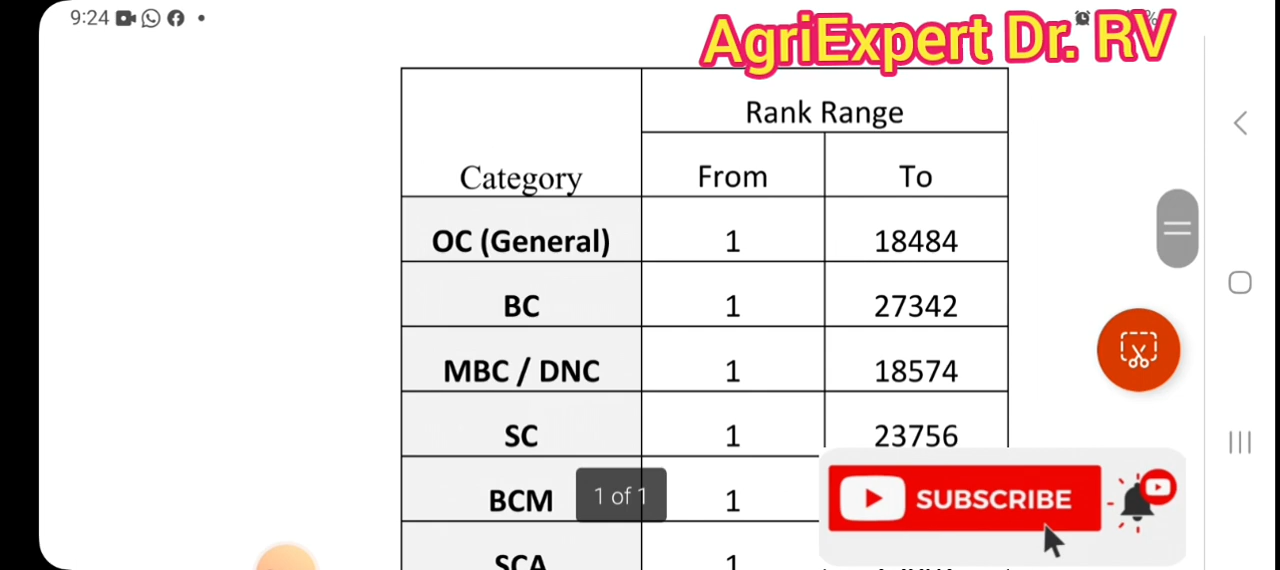 9:24
AgriExpert Dr. RV
Rank Range
Category From To
OC (General) 1 18484
BC 1 27342
MBC / DNC 1 18574
SC 1 23756
BCM 1
1 of 1
SUBSCRIBE
SCA 1